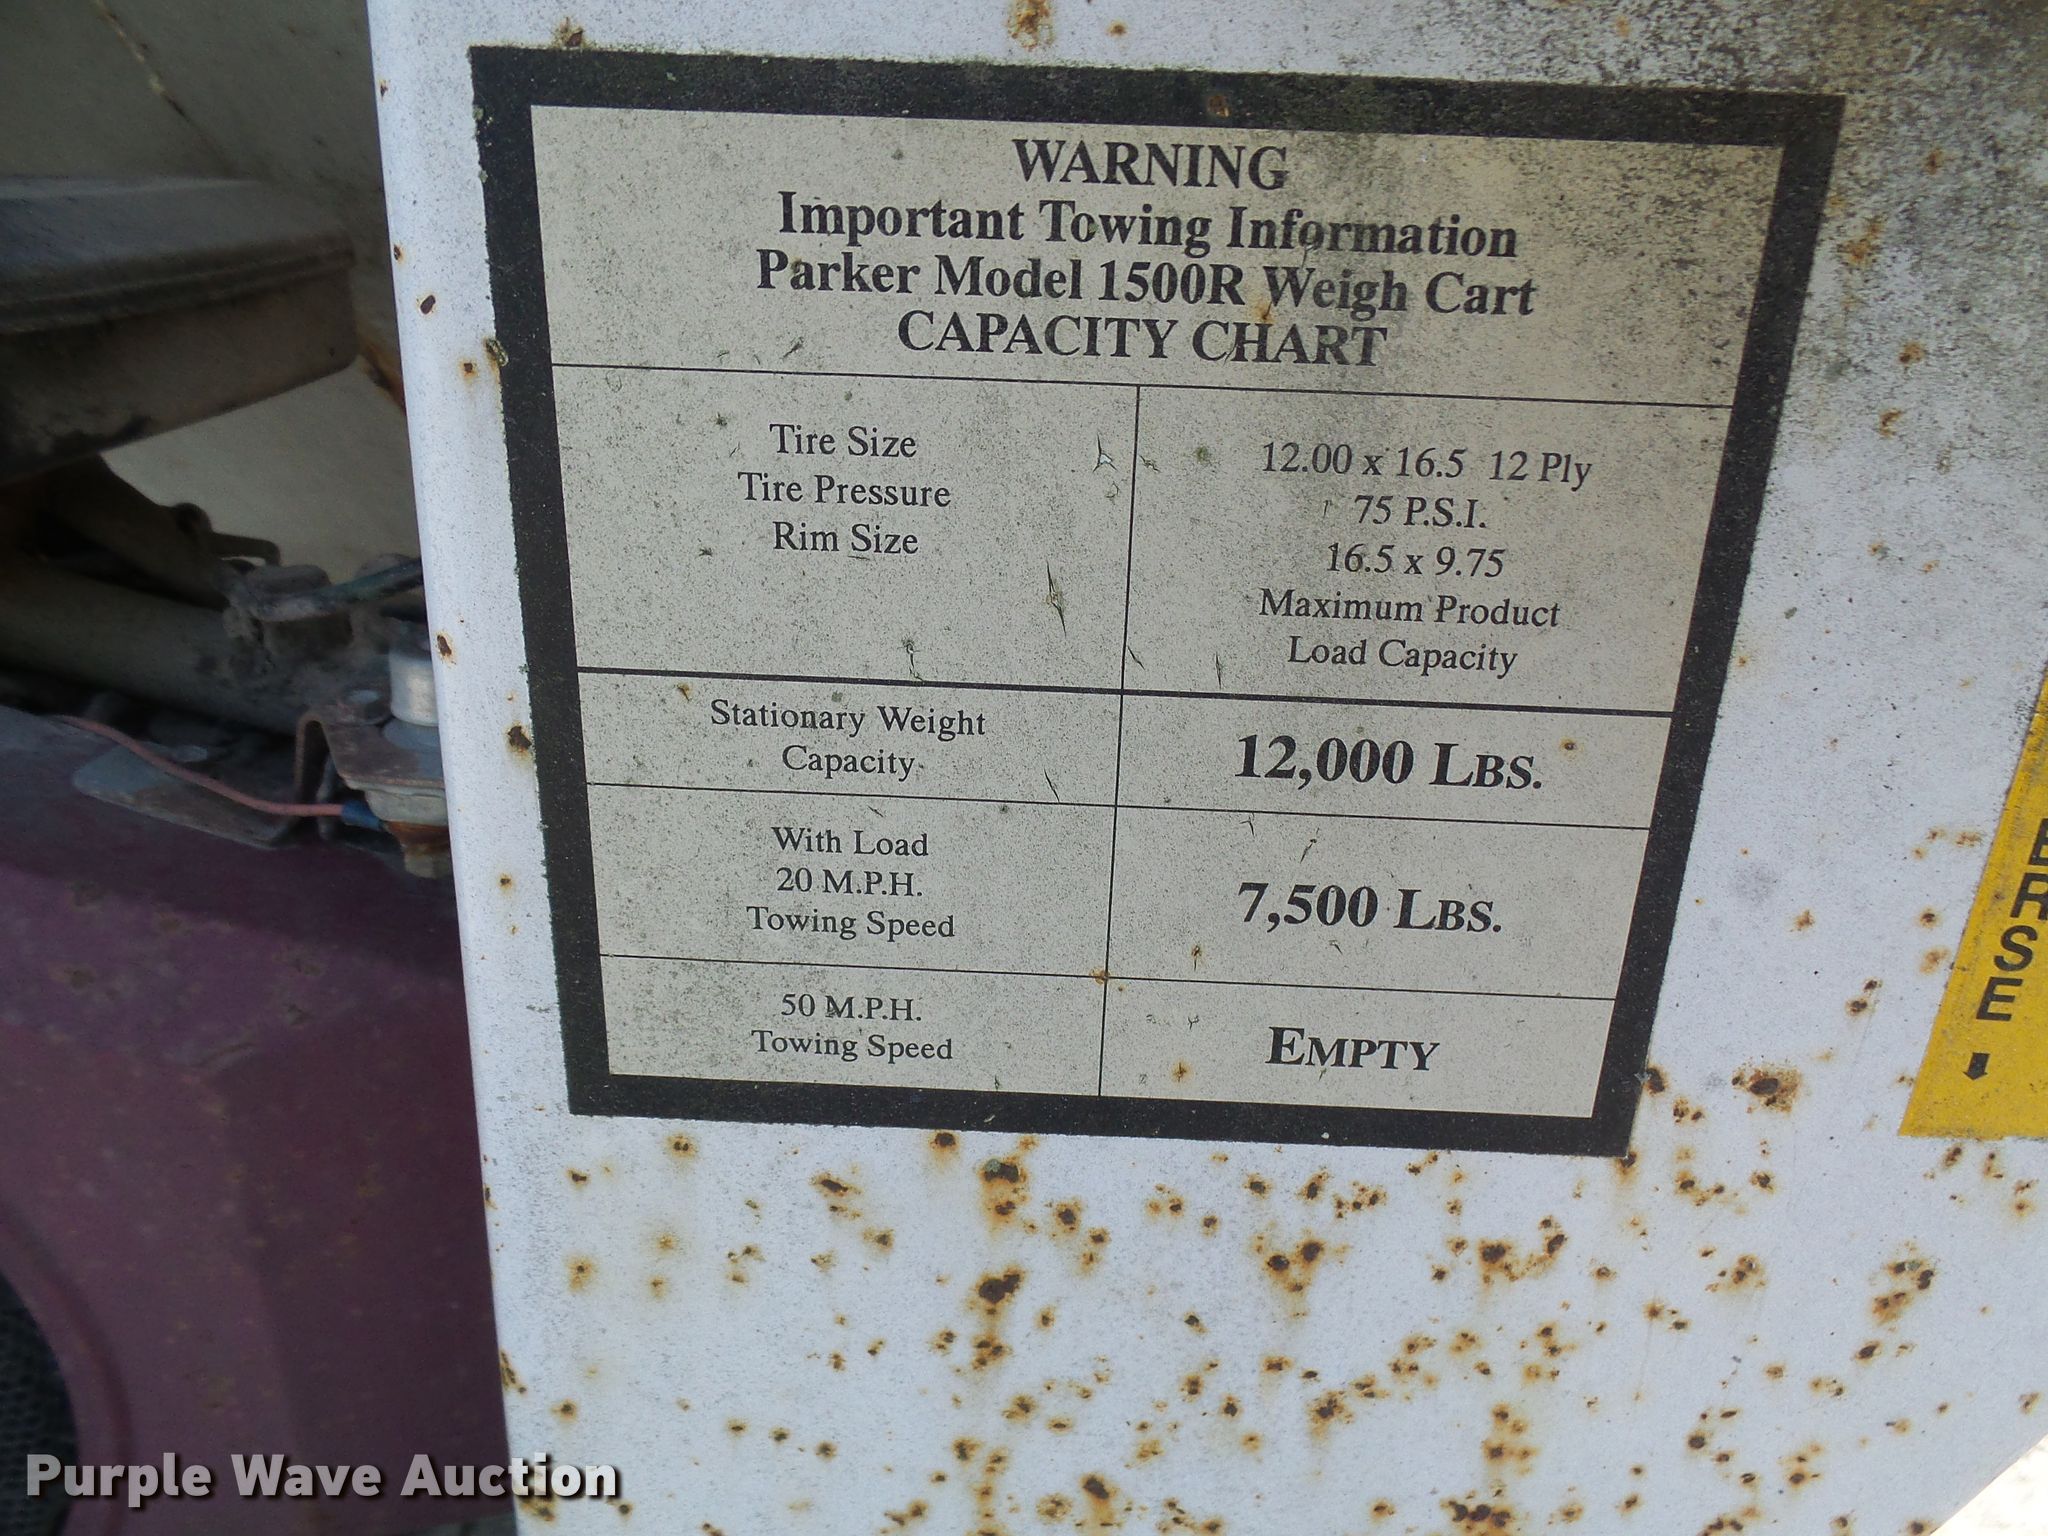 WARNING
Important Towing Information
Parker Model 1500R Weigh Cart
CAPACITY CHART
Tire Size 12.00 x 16.5 12 Ply
Tire Pressure 75 P.S.I.
Rim Size 16.5 x 9.75
Maximum Product
Load Capacity
Stationary Weight
Capacity
12,000 LBS.
With Load
20 M.P.H.
Towing Speed
7,500 LBS.
50 M.P.H.
Towing Speed
EMPTY
ERSE
Purple Wave Auction